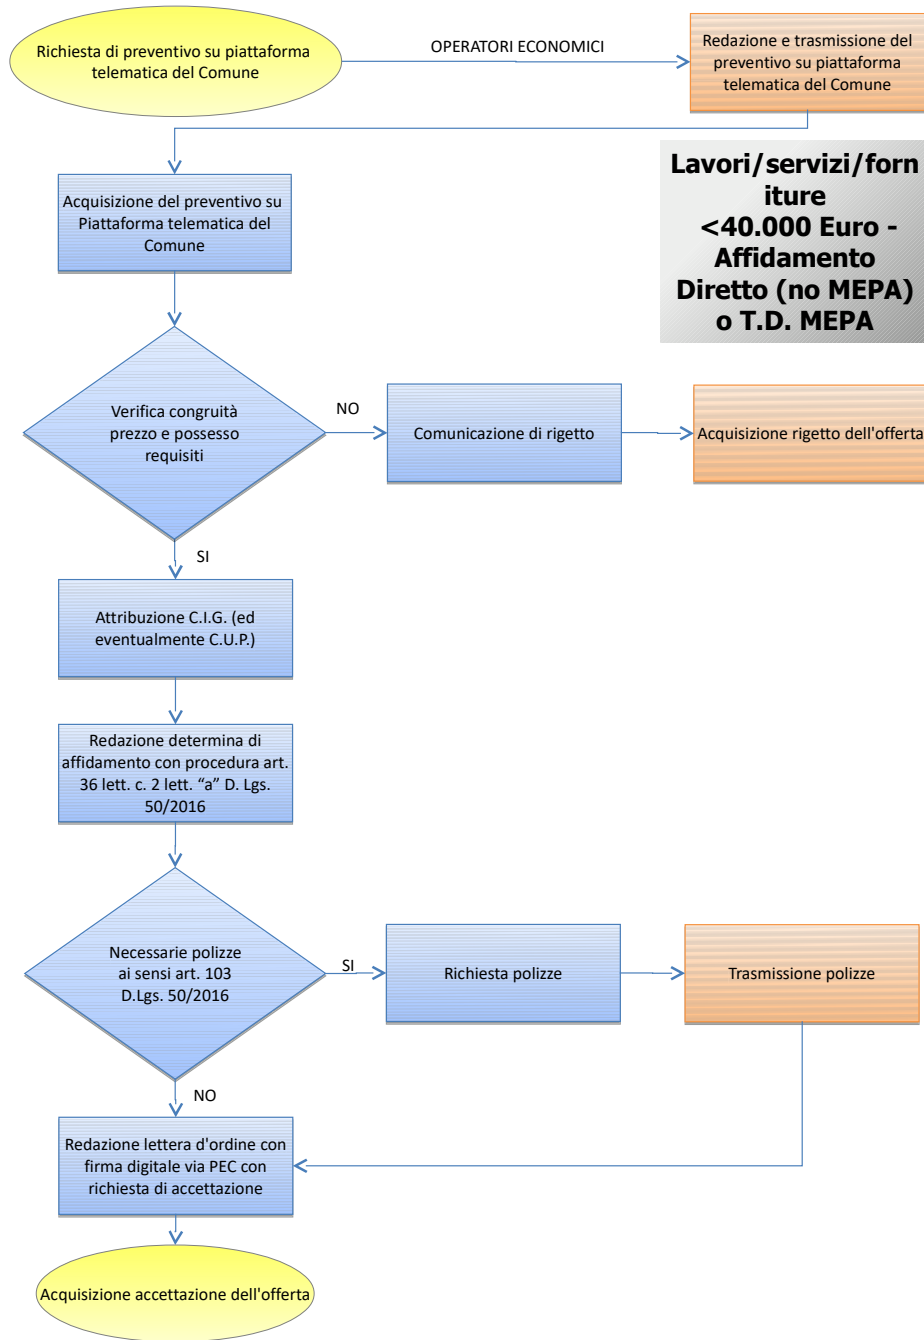 Richiesta di preventivo su piattaforma
telematica del Comune
OPERATORI ECONOMICI
Redazione e trasmissione del
preventivo su piattaforma
telematica del Comune
Lavori/servizi/forn
iture
<40.000 Euro -
Affidamento
Diretto (no MEPA)
o T.D. MEPA
Acquisizione del preventivo su
Piattaforma telematica del
Comune
Verifica congruità
prezzo e possesso
requisiti
NO
Comunicazione di rigetto
Acquisizione rigetto dell'offerta
SI
Attribuzione C.I.G. (ed
eventualmente C.U.P.)
Redazione determina di
affidamento con procedura art.
36 lett. c. 2 lett. “a” D. Lgs.
50/2016
Necessarie polizze
ai sensi art. 103
D.Lgs. 50/2016
SI
Richiesta polizze
Trasmissione polizze
NO
Redazione lettera d'ordine con
firma digitale via PEC con
richiesta di accettazione
Acquisizione accettazione dell'offerta